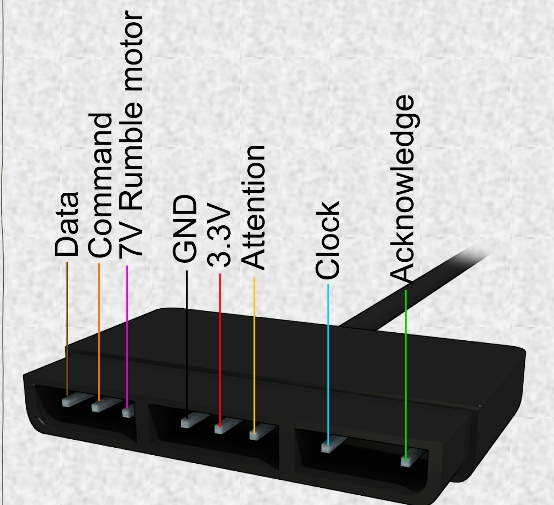 Data
Command
7V Rumble motor
GND
3.3V
Attention
Clock
Acknowledge